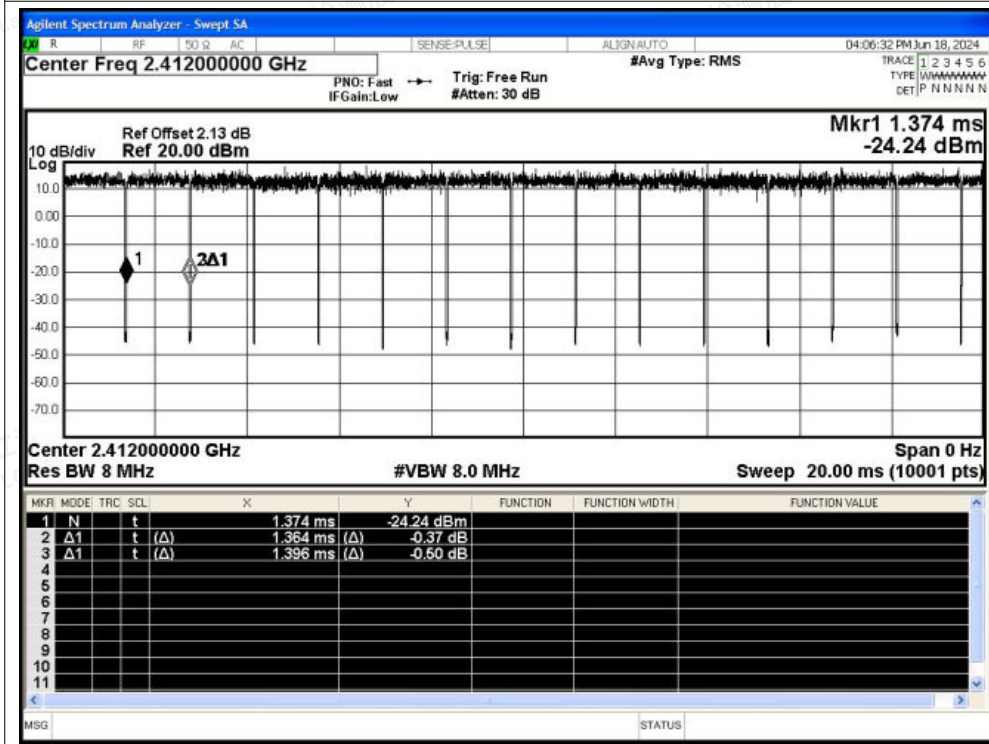 Agilent Spectrum Analyzer - Swept SA
LXI R RF 50 Ω AC SENSE:PULSE ALIGN AUTO 04:06:32 PM Jun 18, 2024
Center Freq 2.412000000 GHz #Avg Type: RMS TRACE 1 2 3 4 5 6
PNO: Fast Trig: Free Run TYPE WWWWWW
IFGain:Low #Atten: 30 dB DET P N N N N N
Mkr1 1.374 ms
Ref Offset 2.13 dB
10 dB/div Ref 20.00 dBm -24.24 dBm
Log
10.0
0.00
-10.0
1 2Δ1
-20.0
-30.0
-40.0
-50.0
-60.0
-70.0
Center 2.412000000 GHz Span 0 Hz
Res BW 8 MHz #VBW 8.0 MHz Sweep 20.00 ms (10001 pts)
MKR MODE TRC SCL X Y FUNCTION FUNCTION WIDTH FUNCTION VALUE
1 N t 1.374 ms -24.24 dBm
2 Δ1 t (Δ) 1.364 ms (Δ) -0.37 dB
3 Δ1 t (Δ) 1.396 ms (Δ) -0.50 dB
4
5
6
7
8
9
10
11
MSG STATUS